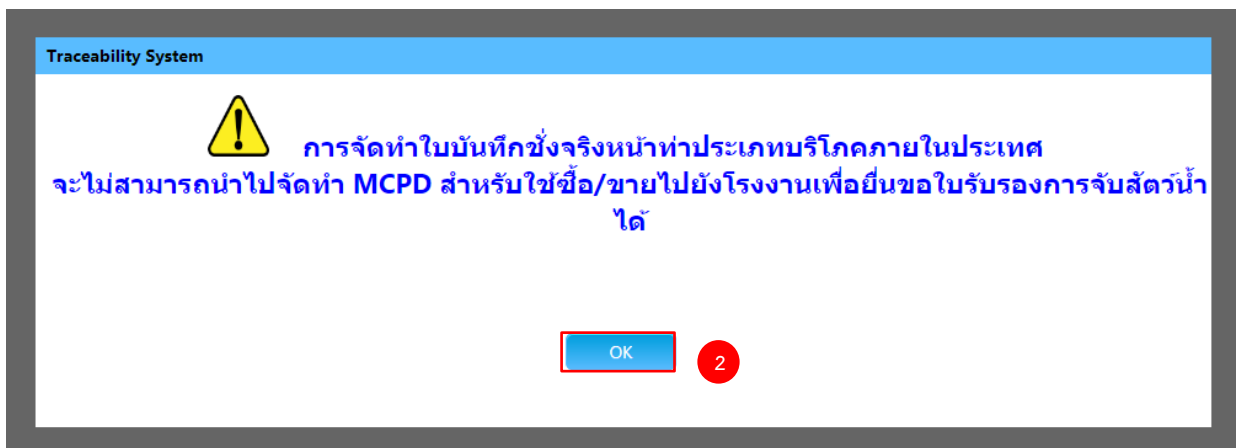 Traceability System
การจัดทำใบบันทึกชั่งจริงหน้าท่าประเภทบริโภคภายในประเทศ
จะไม่สามารถนำไปจัดทำ MCPD สำหรับใช้ซื้อ/ขายไปยังโรงงานเพื่อยื่นขอใบรับรองการจับสัตว์น้ำ
ได้
OK
2